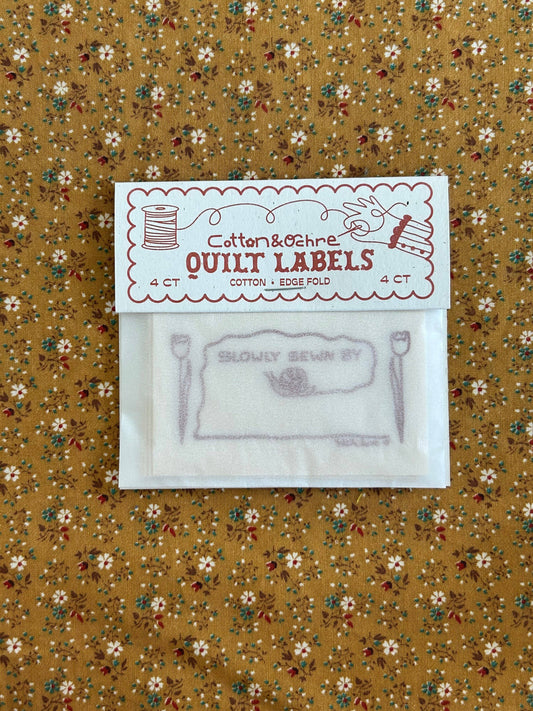 Cotton & Ochre
QUILT LABELS
4 CT
COTTON • EDGE FOLD
4 CT
SLOWLY SEWN BY